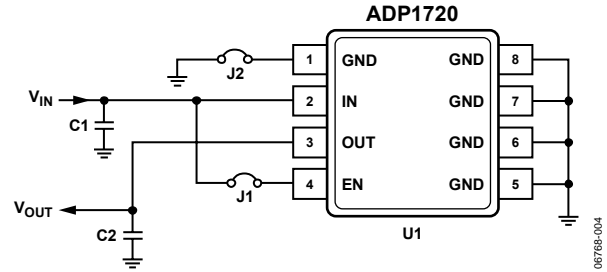 ADP1720
J2
1 GND GND 8
VIN
2 IN GND 7
C1
3 OUT GND 6
4 EN GND 5
J1
VOUT
C2
U1
06768-004